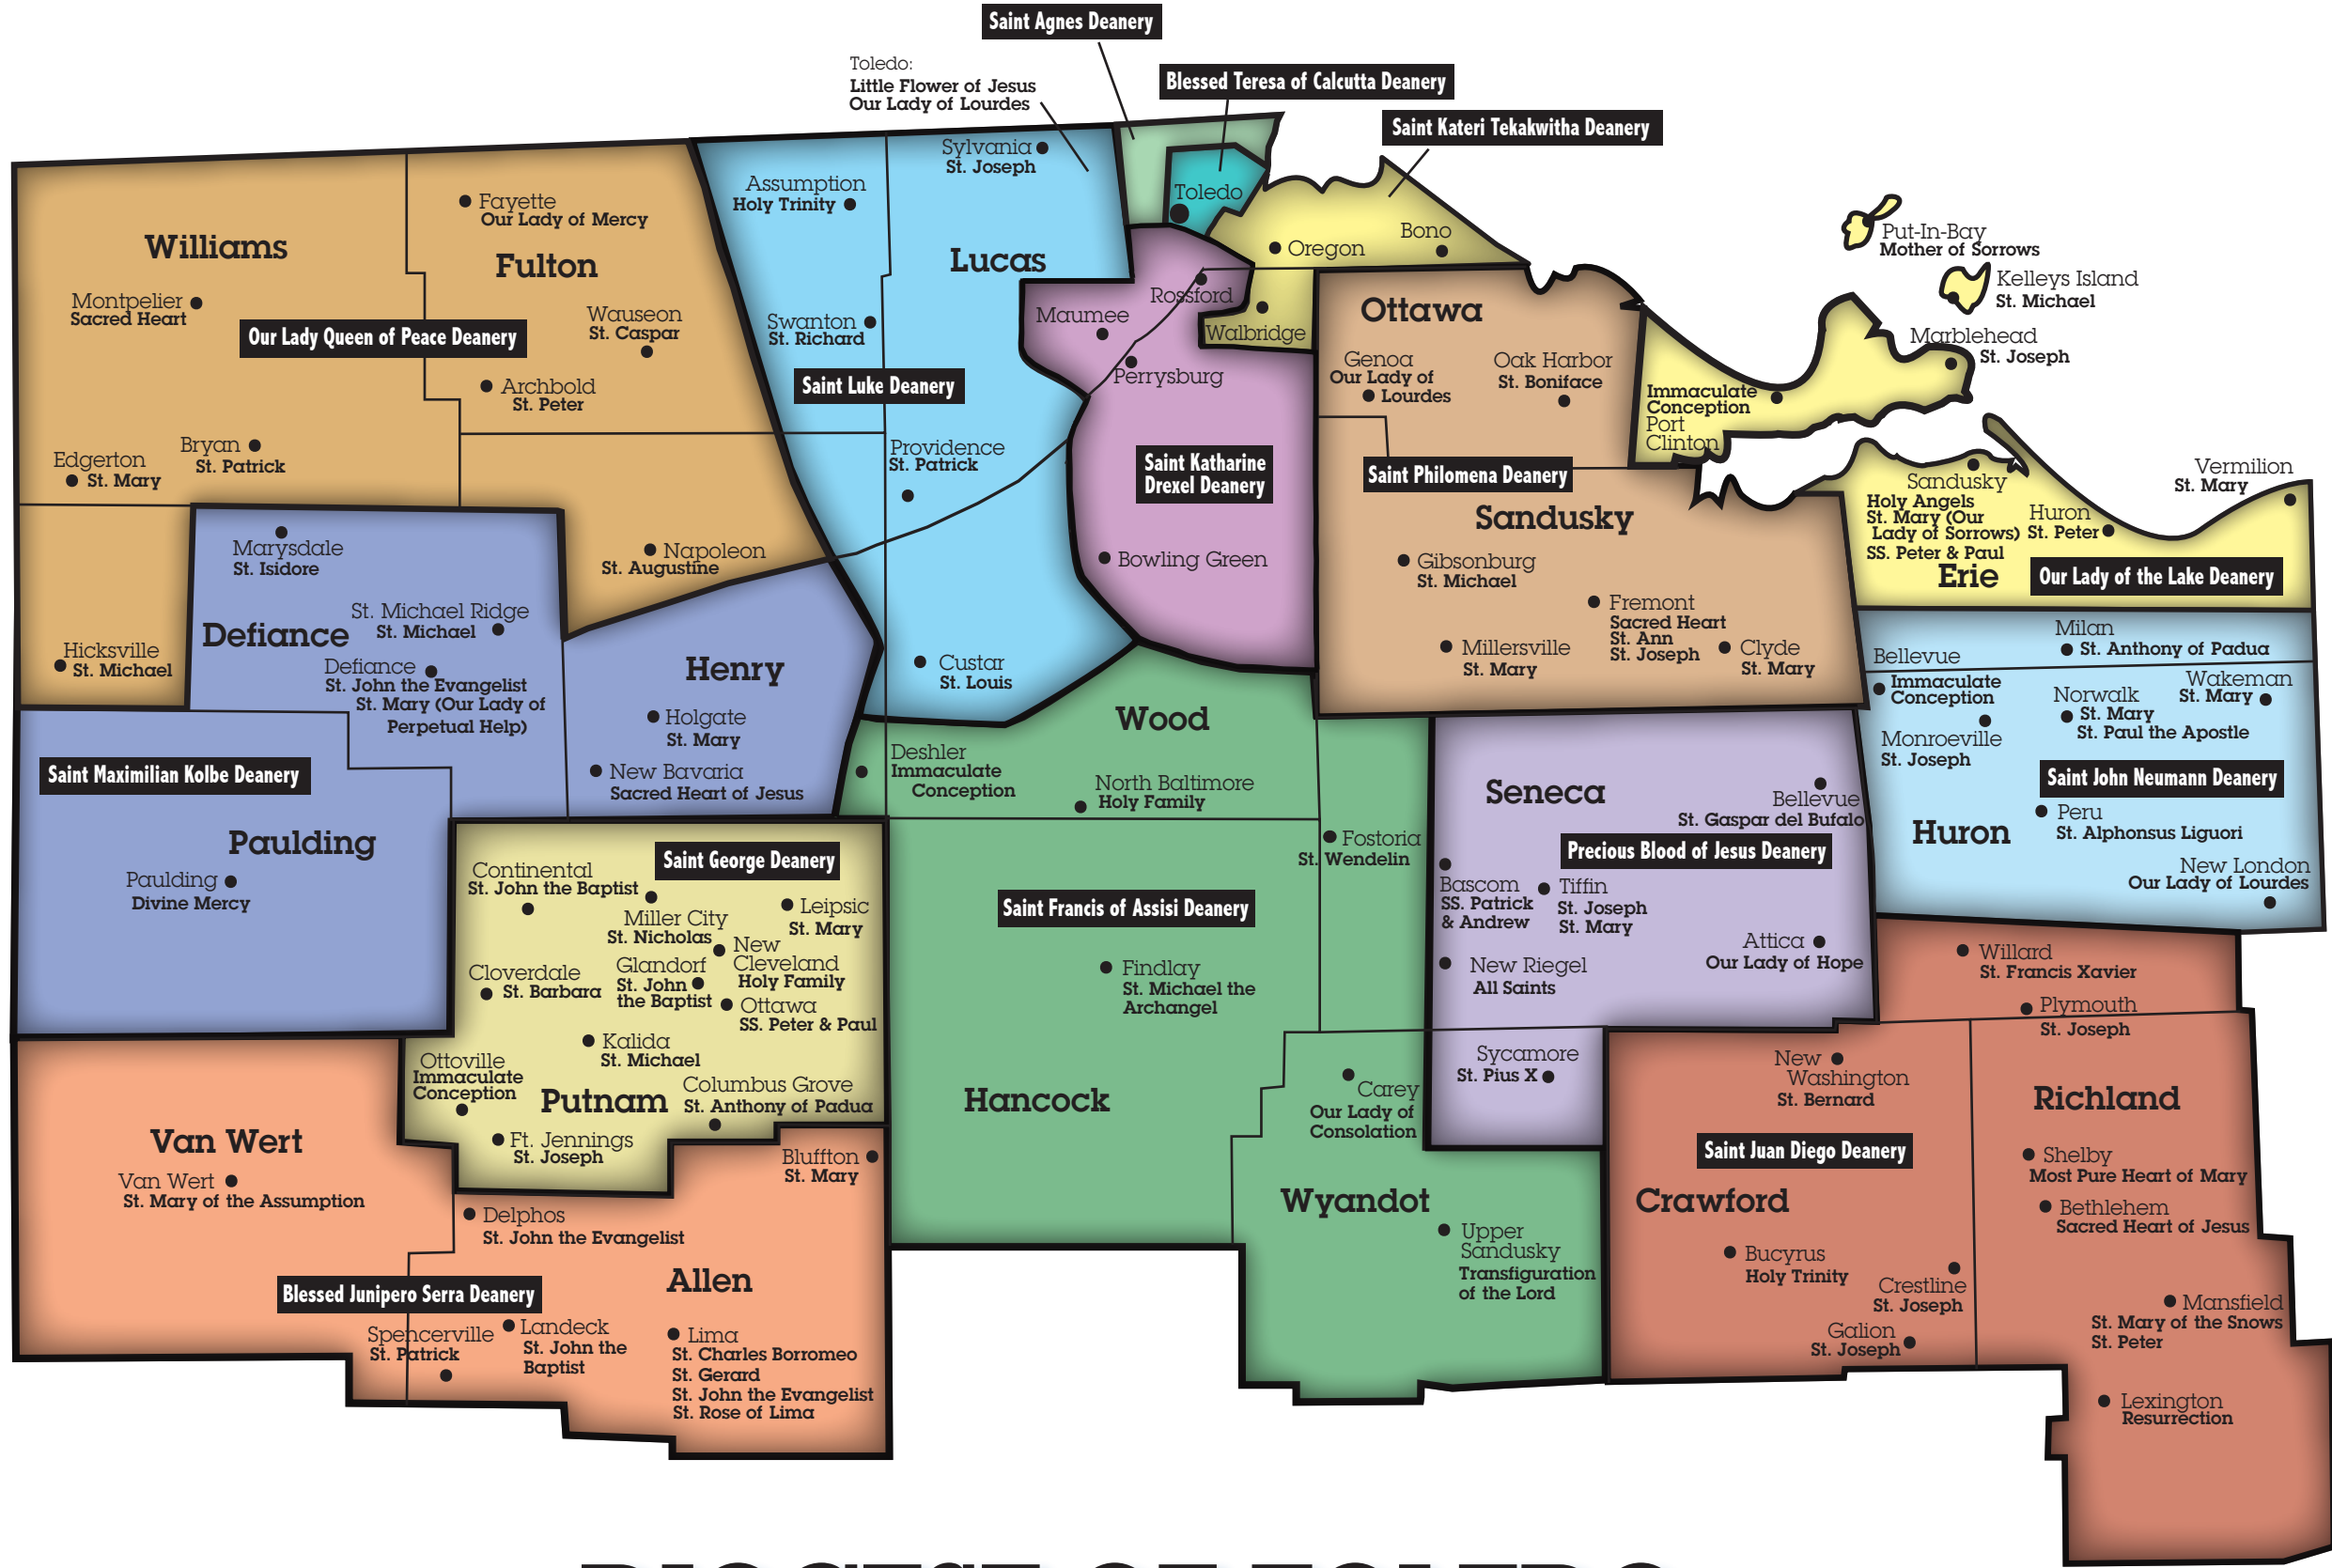 Saint Agnes Deanery
Toledo:
Little Flower of Jesus
Our Lady of Lourdes
Blessed Teresa of Calcutta Deanery
Saint Kateri Tekakwitha Deanery
Williams
Montpelier
Sacred Heart
Our Lady Queen of Peace Deanery
Edgerton
St. Mary
Bryan
St. Patrick
Hicksville
St. Michael
Fayette
Our Lady of Mercy
Fulton
Wauseon
St. Caspar
Archbold
St. Peter
Napoleon
St. Augustine
Assumption
Holy Trinity
Sylvania
St. Joseph
Lucas
Swanton
St. Richard
Saint Luke Deanery
Providence
St. Patrick
Custar
St. Louis
Toledo
Oregon
Bono
Rossford
Walbridge
Maumee
Perrysburg
Saint Katharine
Drexel Deanery
Bowling Green
Ottawa
Genoa
Our Lady of
Lourdes
Oak Harbor
St. Boniface
Saint Philomena Deanery
Sandusky
Gibsonburg
St. Michael
Fremont
Sacred Heart
St. Ann
St. Joseph
Millersville
St. Mary
Clyde
St. Mary
Put-In-Bay
Mother of Sorrows
Kelleys Island
St. Michael
Marblehead
St. Joseph
Immaculate
Conception
Port
Clinton
Sandusky
Holy Angels
St. Mary (Our
Lady of Sorrows)
SS. Peter & Paul
Huron
St. Peter
Vermilion
St. Mary
Erie
Our Lady of the Lake Deanery
Marysdale
St. Isidore
St. Michael Ridge
St. Michael
Defiance
Defiance
St. John the Evangelist
St. Mary (Our Lady of
Perpetual Help)
Henry
Holgate
St. Mary
New Bavaria
Sacred Heart of Jesus
Saint Maximilian Kolbe Deanery
Paulding
Paulding
Divine Mercy
Wood
Deshler
Immaculate
Conception
North Baltimore
Holy Family
Fostoria
St. Wendelin
Saint Francis of Assisi Deanery
Findlay
St. Michael the
Archangel
Hancock
Carey
Our Lady of
Consolation
Wyandot
Upper
Sandusky
Transfiguration
of the Lord
Seneca
Bellevue
St. Gaspar del Bufalo
Precious Blood of Jesus Deanery
Bascom
SS. Patrick
& Andrew
Tiffin
St. Joseph
St. Mary
Attica
Our Lady of Hope
New Riegel
All Saints
Sycamore
St. Pius X
Milan
St. Anthony of Padua
Bellevue
Immaculate
Conception
Wakeman
St. Mary
Norwalk
St. Mary
St. Paul the Apostle
Monroeville
St. Joseph
Saint John Neumann Deanery
Huron
Peru
St. Alphonsus Liguori
New London
Our Lady of Lourdes
Saint George Deanery
Continental
St. John the Baptist
Miller City
St. Nicholas
Leipsic
St. Mary
New
Cleveland
Holy Family
Cloverdale
St. Barbara
Glandorf
St. John
the Baptist
Ottawa
SS. Peter & Paul
Kalida
St. Michael
Ottoville
Immaculate
Conception
Putnam
Columbus Grove
St. Anthony of Padua
Ft. Jennings
St. Joseph
Van Wert
Van Wert
St. Mary of the Assumption
Bluffton
St. Mary
Delphos
St. John the Evangelist
Blessed Junipero Serra Deanery
Allen
Spencerville
St. Patrick
Landeck
St. John the
Baptist
Lima
St. Charles Borromeo
St. Gerard
St. John the Evangelist
St. Rose of Lima
Willard
St. Francis Xavier
Plymouth
St. Joseph
New
Washington
St. Bernard
Richland
Saint Juan Diego Deanery
Shelby
Most Pure Heart of Mary
Crawford
Bethlehem
Sacred Heart of Jesus
Bucyrus
Holy Trinity
Crestline
St. Joseph
Galion
St. Joseph
Mansfield
St. Mary of the Snows
St. Peter
Lexington
Resurrection